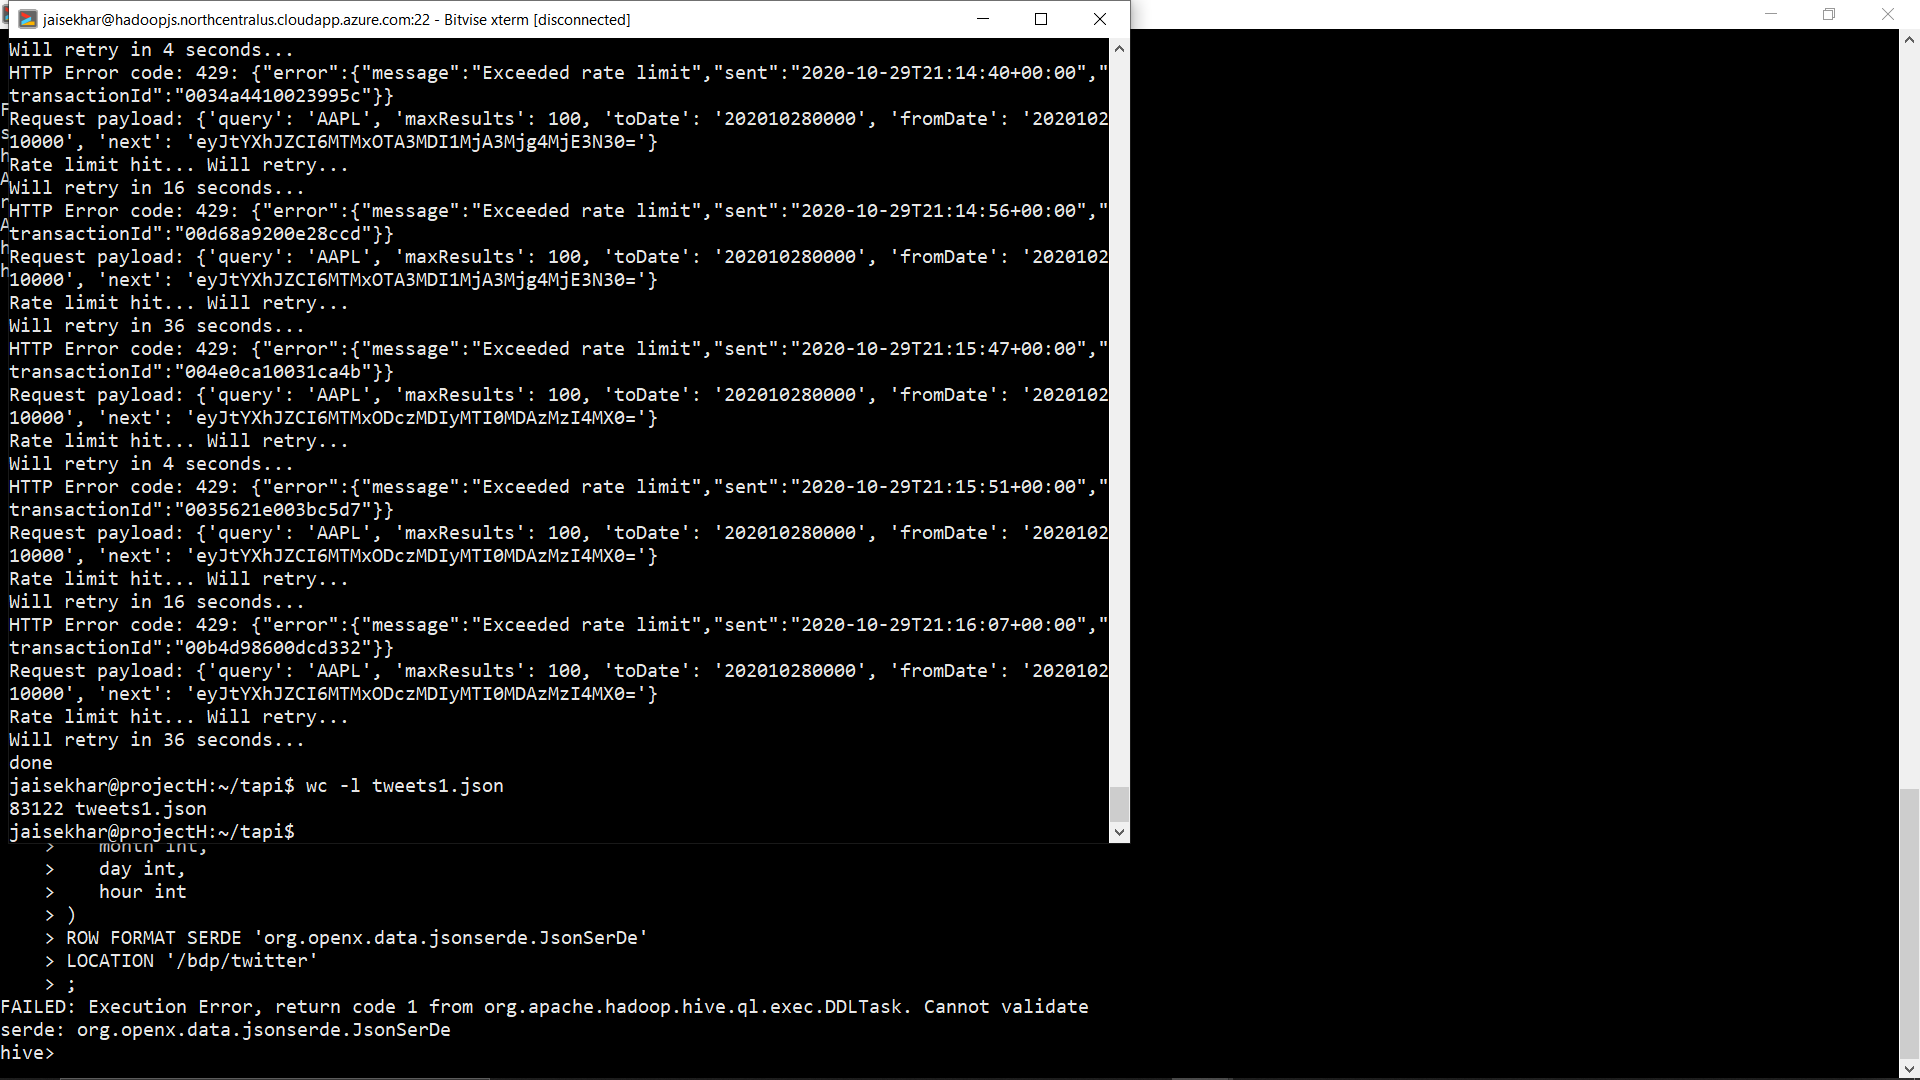 jaisekhar@hadoopjs.northcentralus.cloudapp.azure.com:22 - Bitvise xterm [disconnected]
Will retry in 4 seconds...
HTTP Error code: 429: {"error":{"message":"Exceeded rate limit","sent":"2020-10-29T21:14:40+00:00","
transactionId":"0034a4410023995c"}}
Request payload: {'query': 'AAPL', 'maxResults': 100, 'toDate': '202010280000', 'fromDate': '2020102
10000', 'next': 'eyJtYXhJZCI6MTMxOTA3MDI1MjA3Mjg4MjE3N30='}
Rate limit hit... Will retry...
Will retry in 16 seconds...
HTTP Error code: 429: {"error":{"message":"Exceeded rate limit","sent":"2020-10-29T21:14:56+00:00","
transactionId":"00d68a9200e28ccd"}}
Request payload: {'query': 'AAPL', 'maxResults': 100, 'toDate': '202010280000', 'fromDate': '2020102
10000', 'next': 'eyJtYXhJZCI6MTMxOTA3MDI1MjA3Mjg4MjE3N30='}
Rate limit hit... Will retry...
Will retry in 36 seconds...
HTTP Error code: 429: {"error":{"message":"Exceeded rate limit","sent":"2020-10-29T21:15:47+00:00","
transactionId":"004e0ca10031ca4b"}}
Request payload: {'query': 'AAPL', 'maxResults': 100, 'toDate': '202010280000', 'fromDate': '2020102
10000', 'next': 'eyJtYXhJZCI6MTMxODczMDIyMTI0MDAzMzI4MX0='}
Rate limit hit... Will retry...
Will retry in 4 seconds...
HTTP Error code: 429: {"error":{"message":"Exceeded rate limit","sent":"2020-10-29T21:15:51+00:00","
transactionId":"0035621e003bc5d7"}}
Request payload: {'query': 'AAPL', 'maxResults': 100, 'toDate': '202010280000', 'fromDate': '2020102
10000', 'next': 'eyJtYXhJZCI6MTMxODczMDIyMTI0MDAzMzI4MX0='}
Rate limit hit... Will retry...
Will retry in 16 seconds...
HTTP Error code: 429: {"error":{"message":"Exceeded rate limit","sent":"2020-10-29T21:16:07+00:00","
transactionId":"00b4d98600dcd332"}}
Request payload: {'query': 'AAPL', 'maxResults': 100, 'toDate': '202010280000', 'fromDate': '2020102
10000', 'next': 'eyJtYXhJZCI6MTMxODczMDIyMTI0MDAzMzI4MX0='}
Rate limit hit... Will retry...
Will retry in 36 seconds...
done
jaisekhar@projectH:~/tapi$ wc -l tweets1.json
83122 tweets1.json
jaisekhar@projectH:~/tapi$
> month int,
> day int,
> hour int
> )
> ROW FORMAT SERDE 'org.openx.data.jsonserde.JsonSerDe'
> LOCATION '/bdp/twitter'
> ;
FAILED: Execution Error, return code 1 from org.apache.hadoop.hive.ql.exec.DDLTask. Cannot validate
serde: org.openx.data.jsonserde.JsonSerDe
hive>